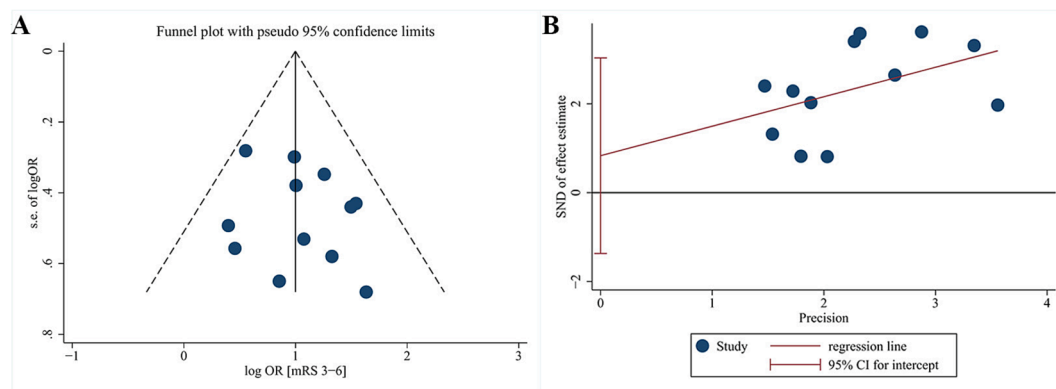 A
Funnel plot with pseudo 95% confidence limits
s.e. of logOR
0
.2
.4
.6
.8
−1
0
1
2
3
log OR [mRS 3−6]
B
SND of effect estimate
2
0
−2
0
1
2
3
4
Precision
Study
regression line
95% CI for intercept